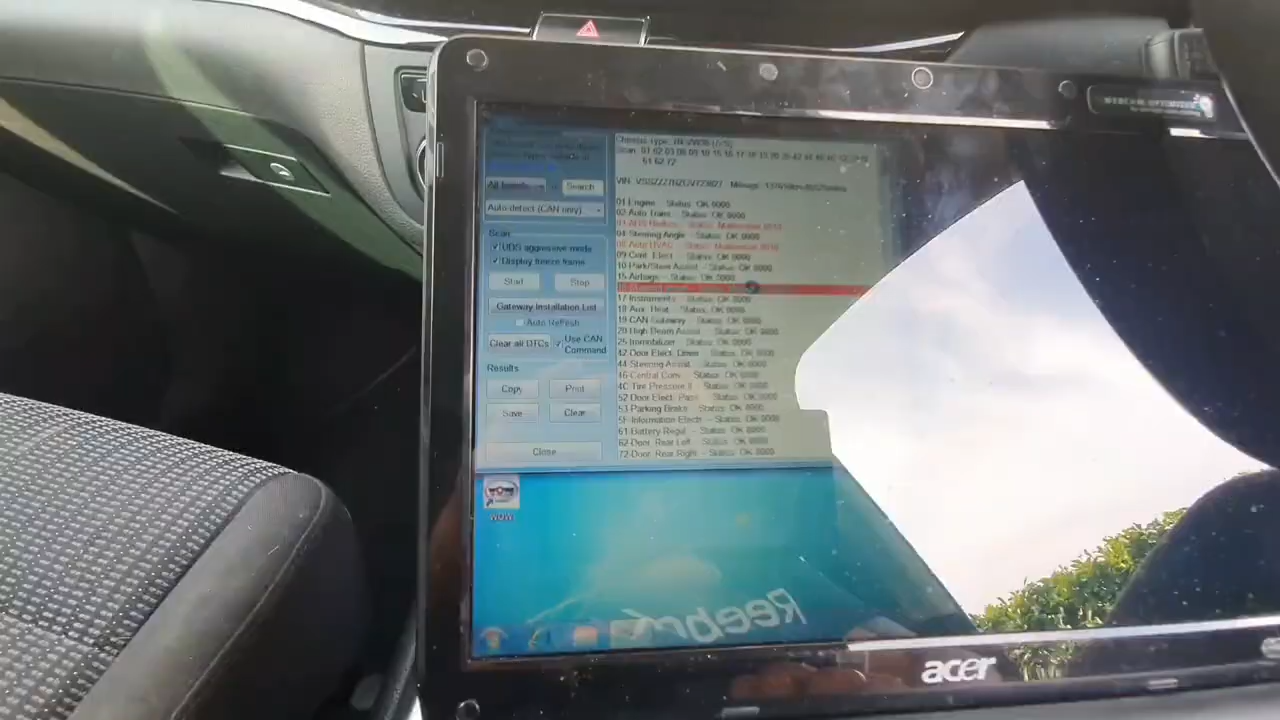 Search
Auto detect (CAN only)
Scan
UDS aggressive mode
Display freeze frame
Start Stop
Gateway Installation List
Auto Refresh
Clear all DTCs Use CAN Command
Results
Copy Print
Save Clear
Close
01 Engine - Status: OK 0000
02 Auto Trans. - Status: OK 0000
04 Steering Angle - Status: OK 0000
09 Cent. Elect. - Status: OK 0000
10 Park/Steer Assist - Status: OK 0000
15 Airbags - Status: OK 0000
17 Instruments - Status: OK 0000
18 Aux. Heat. - Status: OK 0000
19 CAN Gateway - Status: OK 0000
20 High Beam Assist - Status: OK 0000
25 Immobilizer - Status: OK 0000
42 Door Elect. Driver - Status: OK 0000
44 Steering Assist - Status: OK 0000
46 Central Conv. - Status: OK 0000
4C Tire Pressure II - Status: OK 0000
52 Door Elect. Pass. - Status: OK 0000
53 Parking Brake - Status: OK 0000
5F Information Electr. - Status: OK 0000
61 Battery Regul. - Status: OK 0000
62 Door, Rear Left - Status: OK 0000
72 Door, Rear Right - Status: OK 0000
WOW!
Reebok
acer